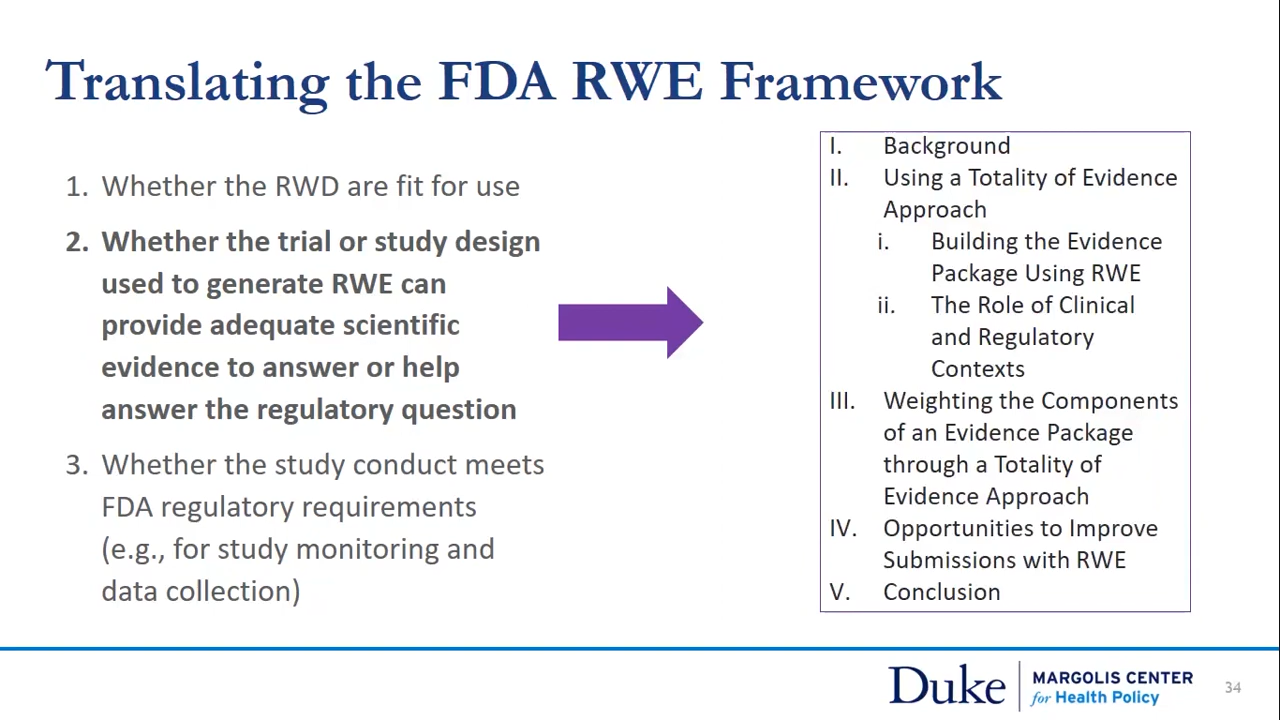 Translating the FDA RWE Framework
1. Whether the RWD are fit for use
2. Whether the trial or study design
used to generate RWE can
provide adequate scientific
evidence to answer or help
answer the regulatory question
3. Whether the study conduct meets
FDA regulatory requirements
(e.g., for study monitoring and
data collection)
I. Background
II. Using a Totality of Evidence
Approach
i. Building the Evidence
Package Using RWE
ii. The Role of Clinical
and Regulatory
Contexts
III. Weighting the Components
of an Evidence Package
through a Totality of
Evidence Approach
IV. Opportunities to Improve
Submissions with RWE
V. Conclusion
Duke
MARGOLIS CENTER
for Health Policy
34